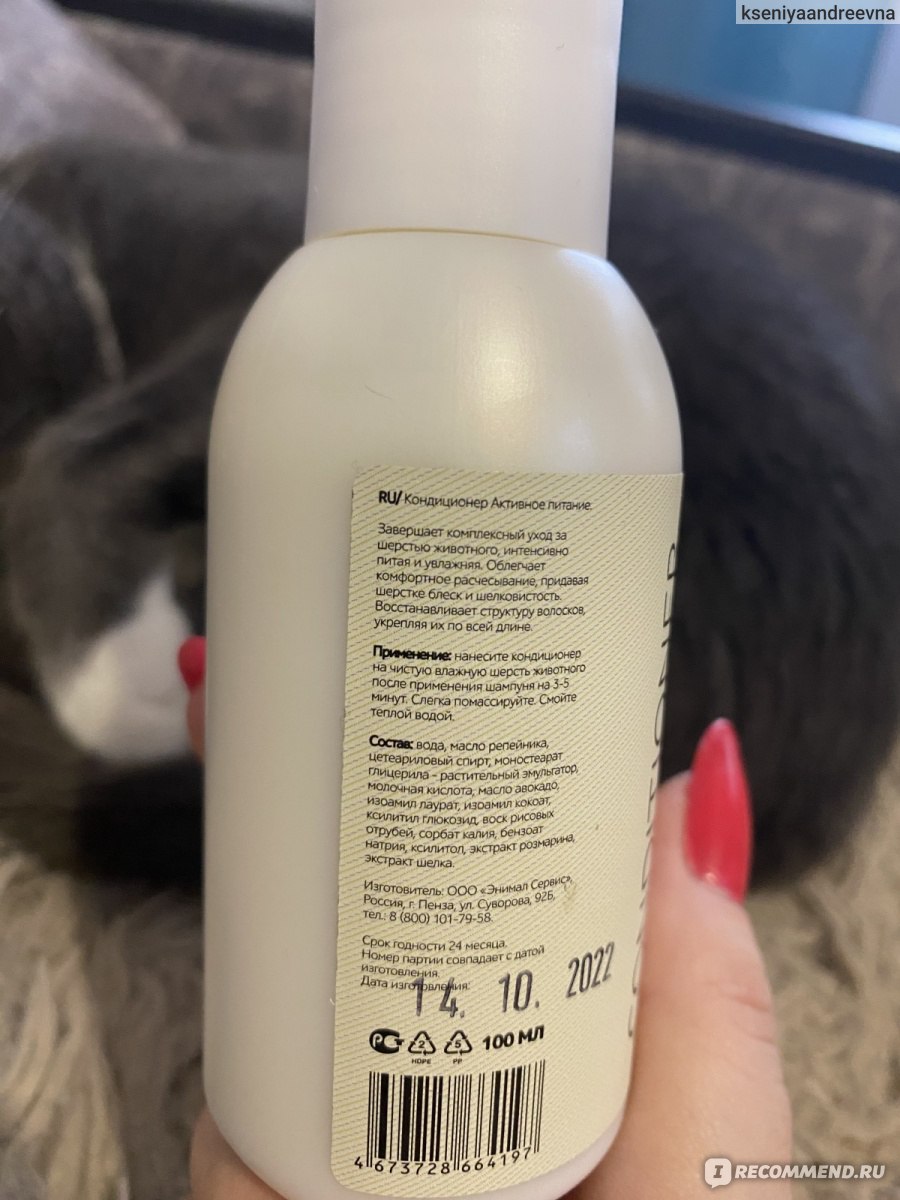 kseniyaandreevna
RU/ Кондиционер Активное питание.
Завершает комплексный уход за
шерстью животного, интенсивно
питая и увлажняя. Облегчает
комфортное расчесывание, придавая
шерстке блеск и шелковистость.
Восстанавливает структуру волосков,
укрепляя их по всей длине.
Применение: нанесите кондиционер
на чистую влажную шерсть животного
после применения шампуня на 3-5
минут. Слегка помассируйте. Смойте
теплой водой.
Состав: вода, масло репейника,
цетеариловый спирт, моностеарат
глицерила - растительный эмульгатор,
молочная кислота, масло авокадо,
изоамил лаурат, изоамил кокоат,
ксилитил глюкозид, воск рисовых
отрубей, сорбат калия, бензоат
натрия, ксилитол, экстракт розмарина,
экстракт шелка.
Изготовитель: ООО «Энимал Сервис»,
Россия, г. Пенза, ул. Суворова, 92Б,
тел.: 8 (800) 101-79-58.
Срок годности 24 месяца.
Номер партии совпадает с датой
изготовления.
Дата изготовления:
14. 10. 2022
РСТ 2 5 100 МЛ
HDPE PP
4 673728 664197
CONDITIONER
IRECOMMEND.RU